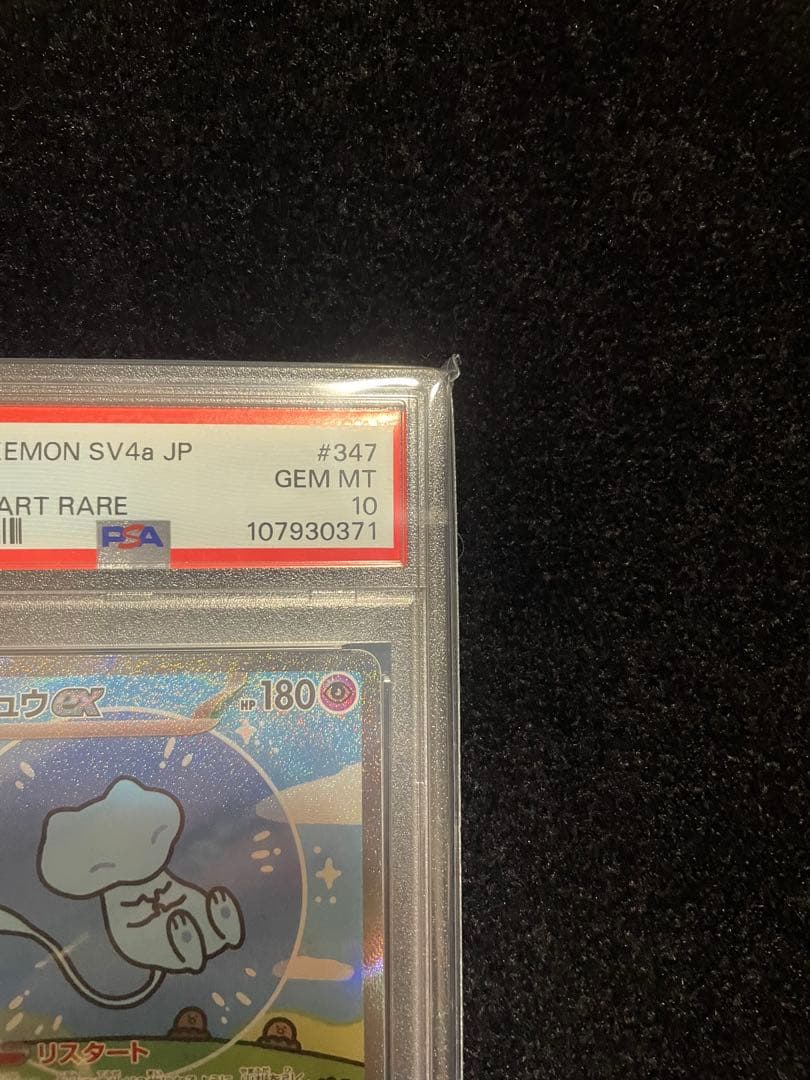 KEMON SV4a JP #347
GEM MT
ART RARE 10
PSA 107930371
ュウex HP 180
リスタート